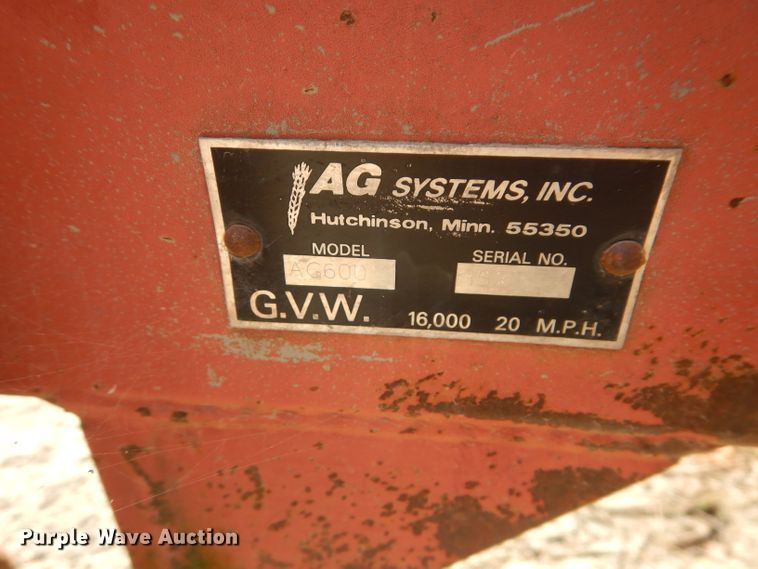 AG SYSTEMS, INC.
Hutchinson, Minn. 55350
MODEL SERIAL NO.
AG600
G.V.W. 16,000 20 M.P.H.
Purple Wave Auction®